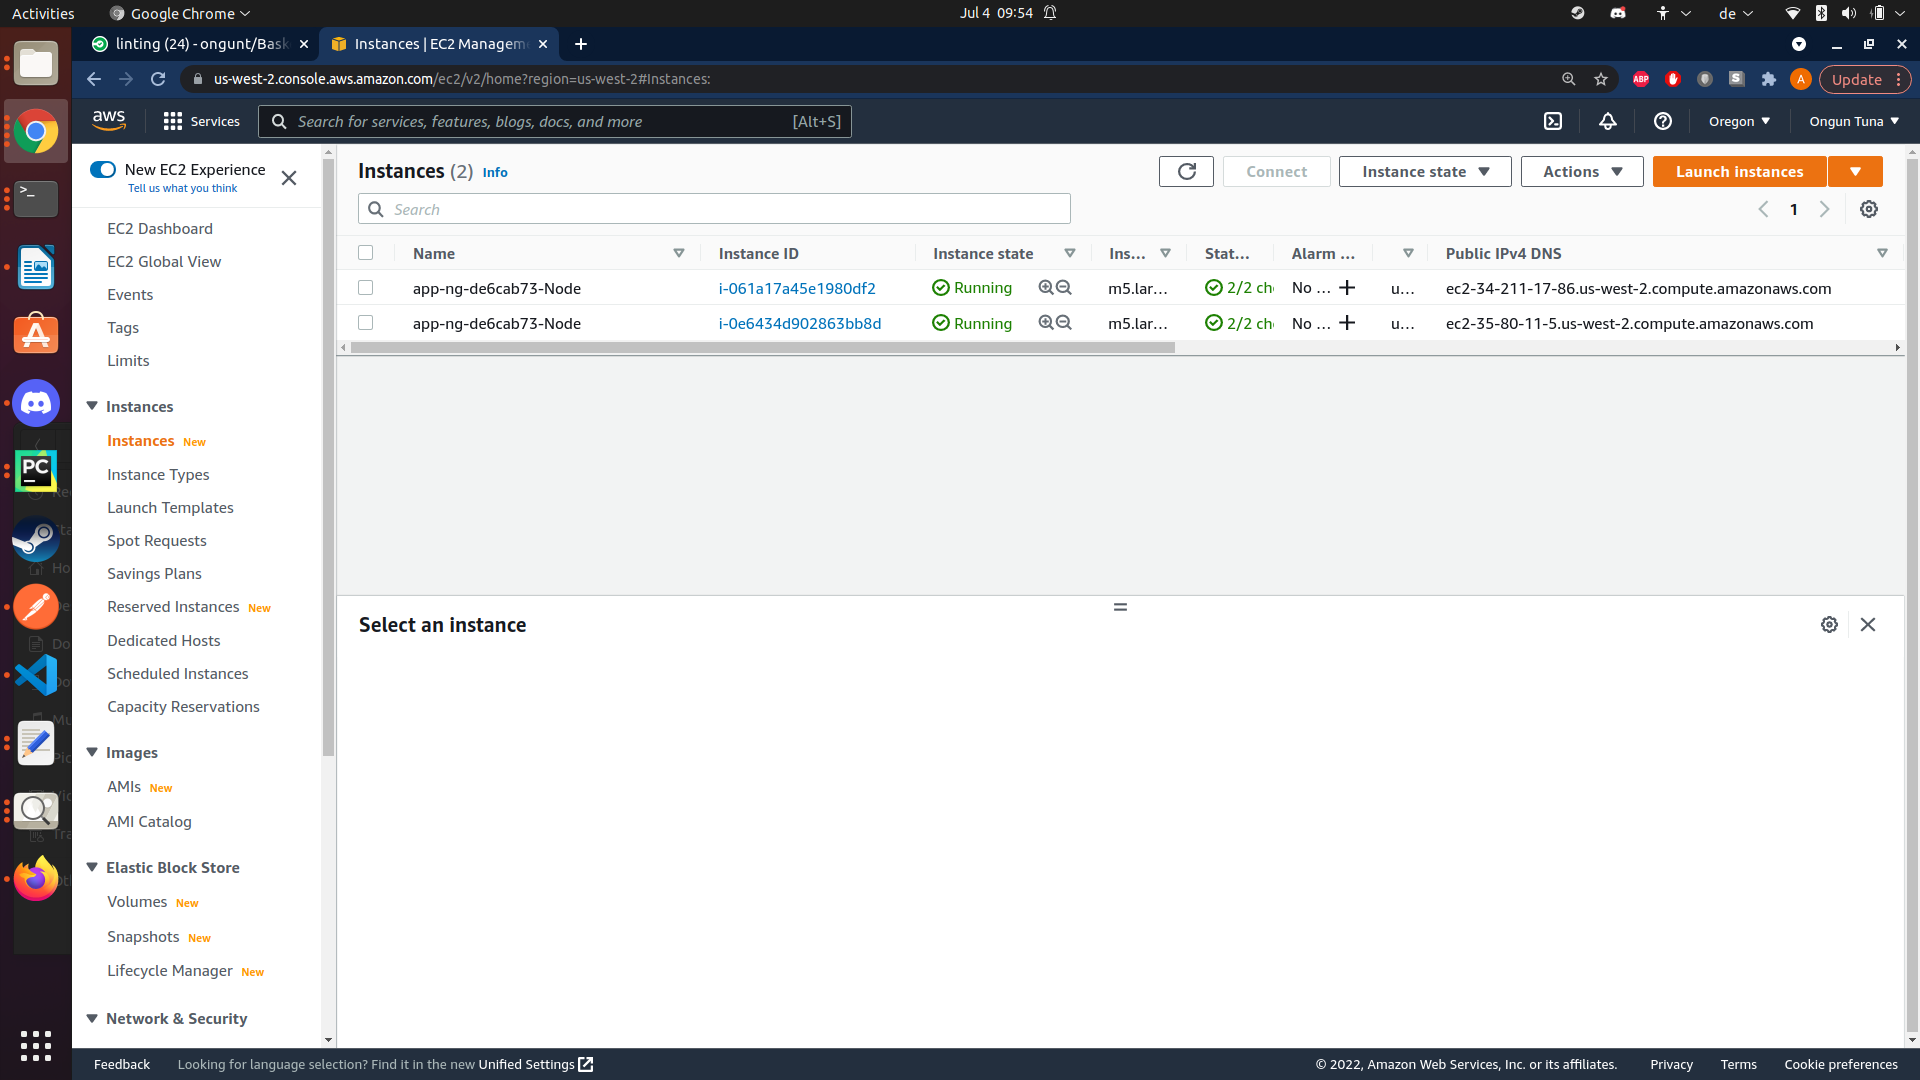 Activities
Google Chrome
Jul 4 09:54
de
linting (24) - ongunt/Bask
Instances | EC2 Managem
us-west-2.console.aws.amazon.com/ec2/v2/home?region=us-west-2#Instances:
ABP
S
A
Update
aws
Services
Search for services, features, blogs, docs, and more
[Alt+S]
Oregon
Ongun Tuna
New EC2 Experience
Tell us what you think
EC2 Dashboard
EC2 Global View
Events
Tags
Limits
Instances
Instances New
Instance Types
Launch Templates
Spot Requests
Savings Plans
Reserved Instances New
Dedicated Hosts
Scheduled Instances
Capacity Reservations
Images
AMIs New
AMI Catalog
Elastic Block Store
Volumes New
Snapshots New
Lifecycle Manager New
Network & Security
Instances (2) Info
Connect
Instance state
Actions
Launch instances
Search
1
Name Instance ID Instance state Ins... Stat... Alarm ... Public IPv4 DNS
app-ng-de6cab73-Node i-061a17a45e1980df2 Running m5.lar... 2/2 ch No ... u... ec2-34-211-17-86.us-west-2.compute.amazonaws.com
app-ng-de6cab73-Node i-0e6434d902863bb8d Running m5.lar... 2/2 ch No ... u... ec2-35-80-11-5.us-west-2.compute.amazonaws.com
Select an instance
PC
Feedback
Looking for language selection? Find it in the new Unified Settings
© 2022, Amazon Web Services, Inc. or its affiliates.
Privacy
Terms
Cookie preferences